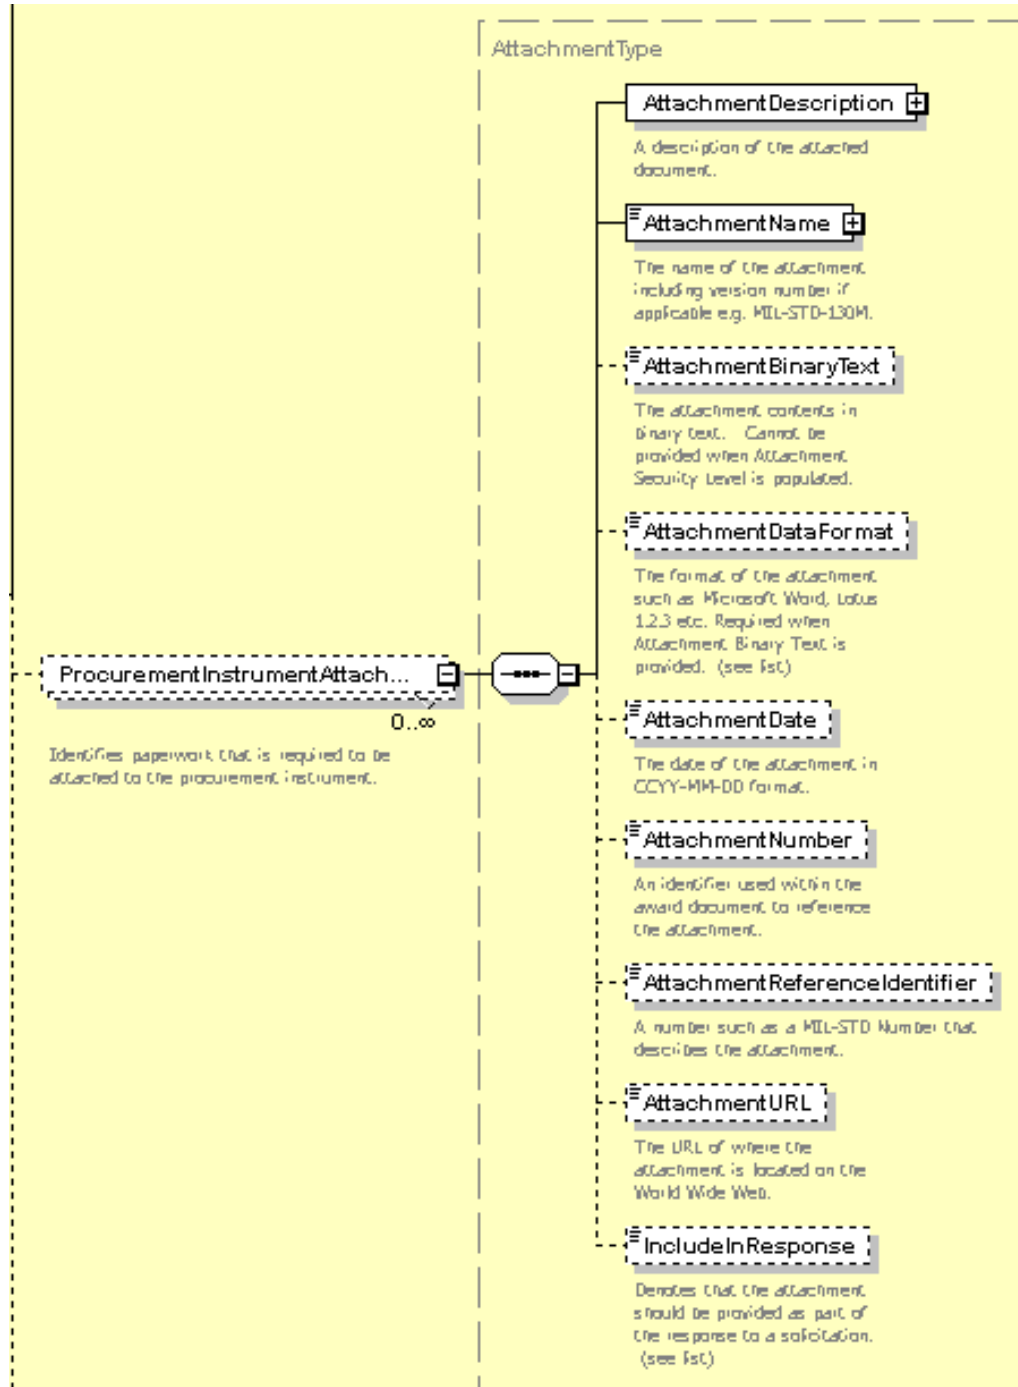 AttachmentType
AttachmentDescription
A description of the attached
document.
AttachmentName
The name of the attachment
including version number if
applicable e.g. MIL-STD-130M.
AttachmentBinaryText
The attachment contents in
binary text. Cannot be
provided when Attachment
Security Level is populated.
AttachmentDataFormat
The format of the attachment
such as Microsoft Word, Lotus
1.2.3 etc. Required when
Attachment Binary Text is
provided. (see list)
ProcurementInstrumentAttach...
0..∞
Identifies paperwork that is required to be
attached to the procurement instrument.
AttachmentDate
The date of the attachment in
CCYY-MM-DD format.
AttachmentNumber
An identifier used within the
award document to reference
the attachment.
AttachmentReferenceIdentifier
A number such as a MIL-STD Number that
describes the attachment.
AttachmentURL
The URL of where the
attachment is located on the
World Wide Web.
IncludeInResponse
Denotes that the attachment
should be provided as part of
the response to a solicitation.
(see list)